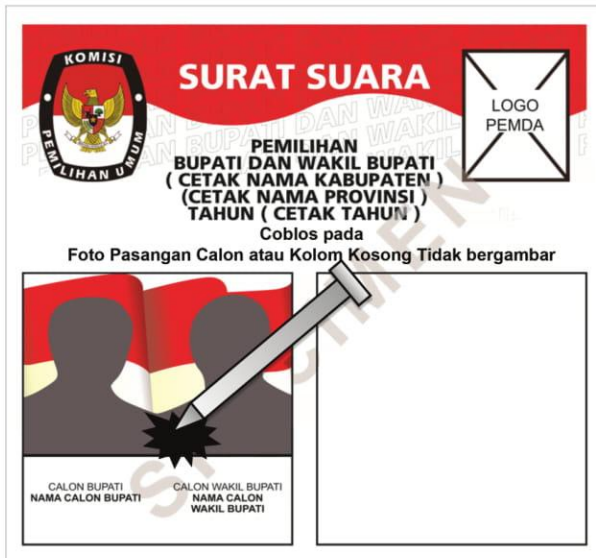 KOMISI
PEMILIHAN UMUM
SURAT SUARA
LOGO
PEMDA
PEMILIHAN
BUPATI DAN WAKIL BUPATI
( CETAK NAMA KABUPATEN )
(CETAK NAMA PROVINSI )
TAHUN ( CETAK TAHUN )
Coblos pada
Foto Pasangan Calon atau Kolom Kosong Tidak bergambar
SPECIMEN
CALON BUPATI
NAMA CALON BUPATI
CALON WAKIL BUPATI
NAMA CALON
WAKIL BUPATI